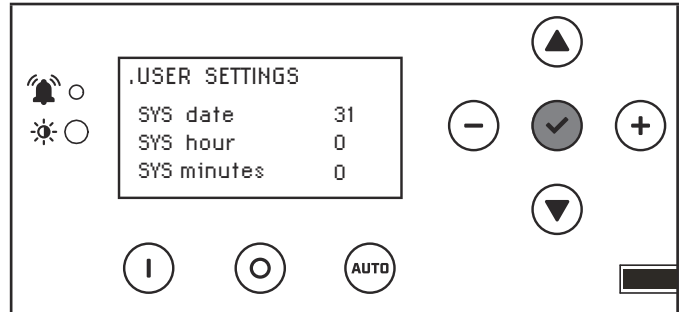 .USER SETTINGS
SYS date 31
SYS hour 0
SYS minutes 0
AUTO